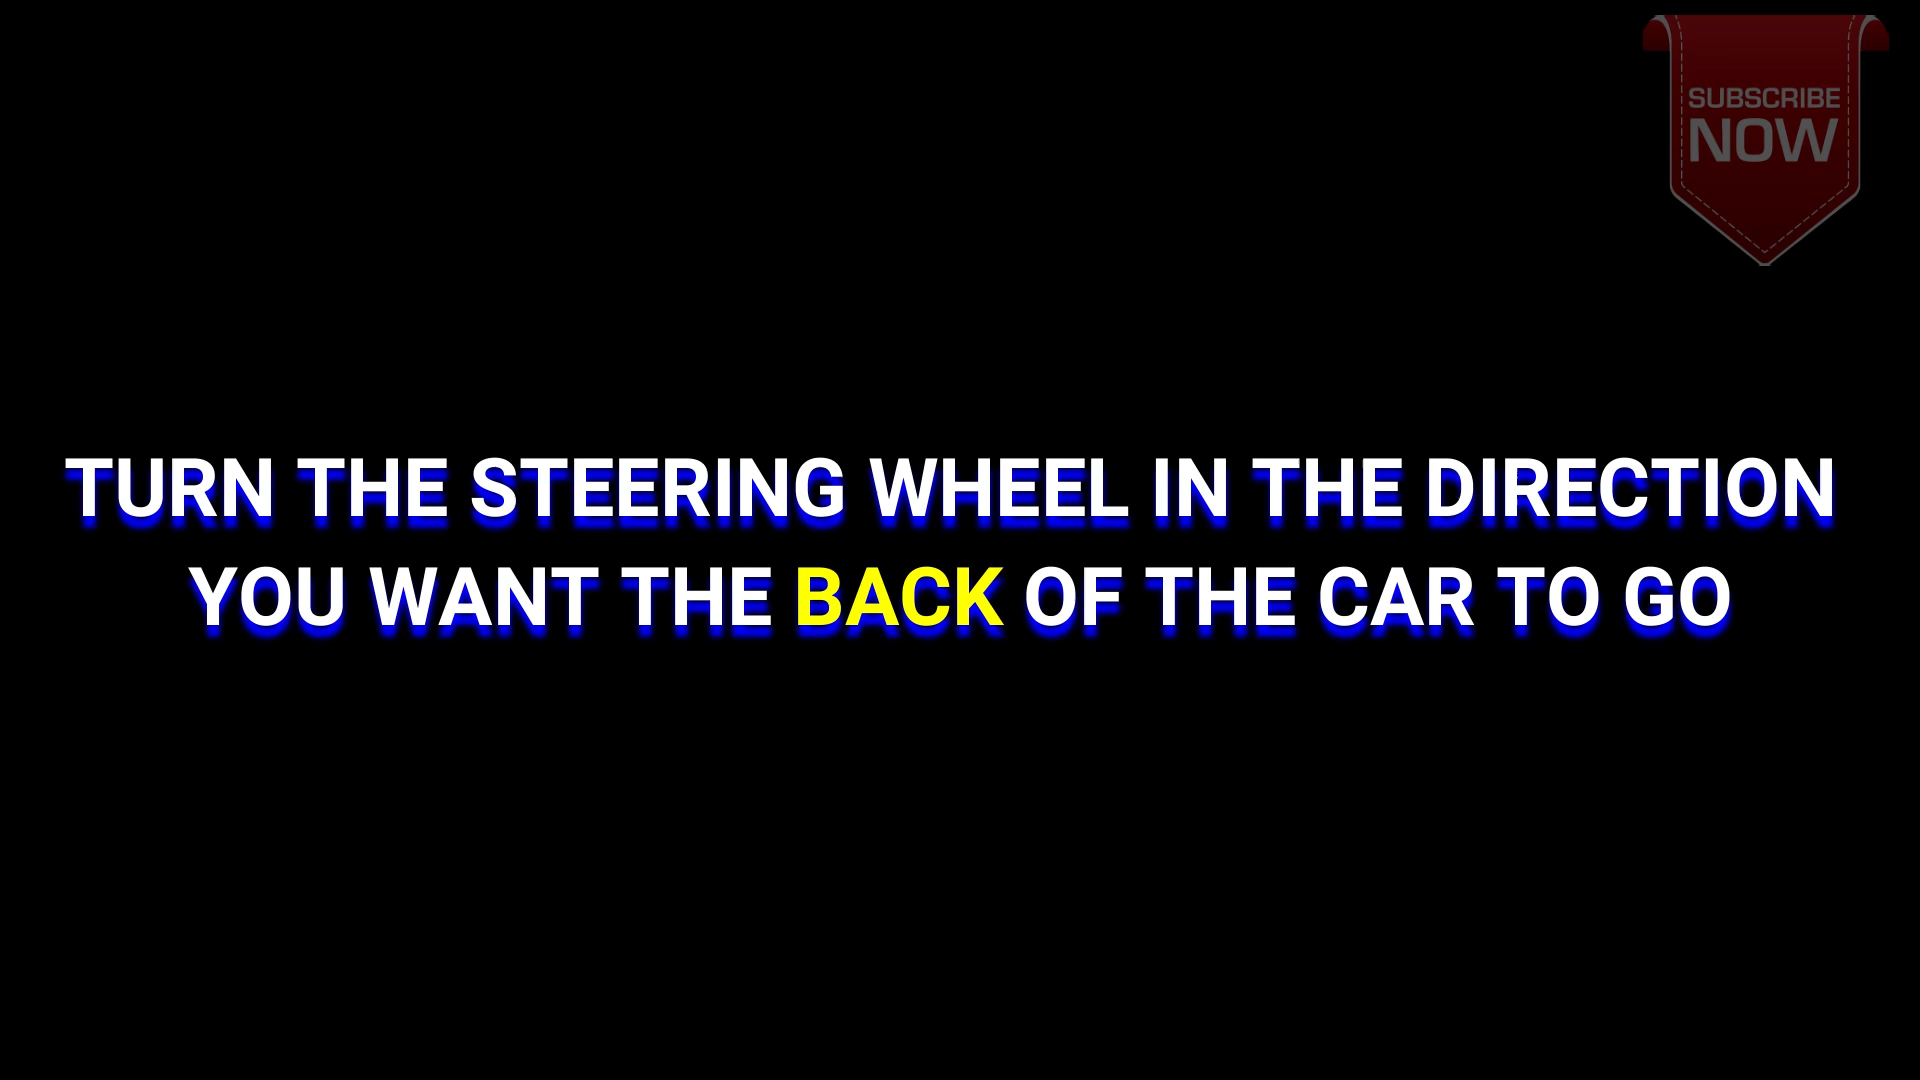 SUBSCRIBE
NOW
TURN THE STEERING WHEEL IN THE DIRECTION
YOU WANT THE BACK OF THE CAR TO GO